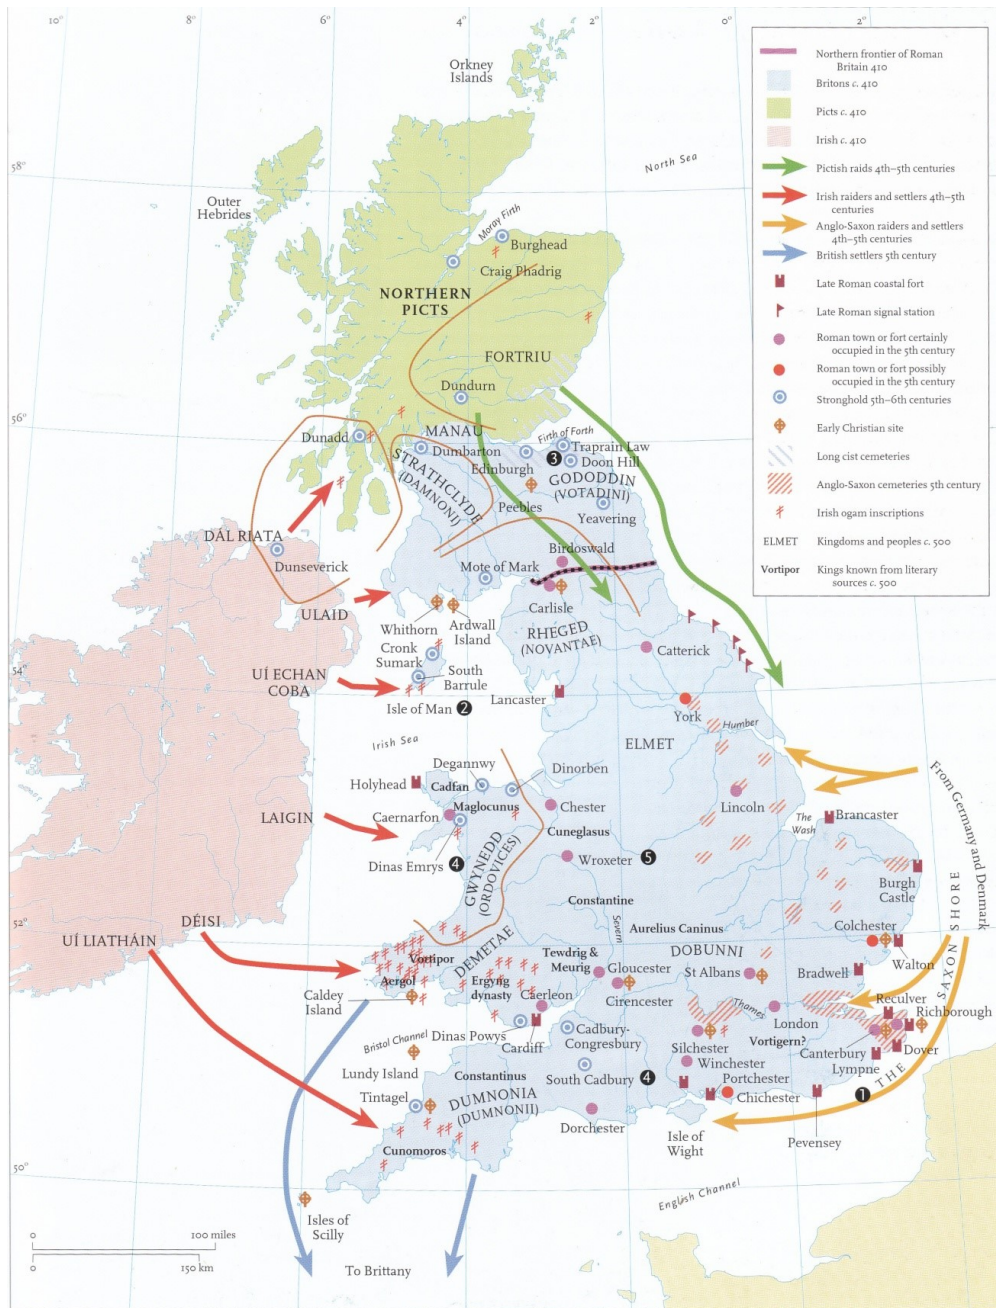 10°
8°
6°
4°
2°
0°
2°
Orkney
Islands
Northern frontier of Roman
Britain 410
Britons c. 410
Picts c. 410
Irish c. 410
Pictish raids 4th–5th centuries
Irish raiders and settlers 4th–5th
centuries
Anglo-Saxon raiders and settlers
4th–5th centuries
British settlers 5th century
Late Roman coastal fort
Late Roman signal station
Roman town or fort certainly
occupied in the 5th century
Roman town or fort possibly
occupied in the 5th century
Stronghold 5th–6th centuries
Early Christian site
Long cist cemeteries
Anglo-Saxon cemeteries 5th century
Irish ogam inscriptions
ELMET Kingdoms and peoples c. 500
Vortipor Kings known from literary
sources c. 500
58°
North Sea
Outer
Hebrides
Moray Firth
Burghead
Craig Phadrig
NORTHERN
PICTS
FORTRIU
Dundurn
56°
MANAU
Firth of Forth
Dunadd
Dumbarton
Traprain Law
3
Doon Hill
Edinburgh
STRATHCLYDE
(DAMNONI)
GODODDIN
(VOTADINI)
Peebles
Yeavering
DÁL RIATA
Dunseverick
Birdoswald
Mote of Mark
Carlisle
ULAID
Whithorn
Ardwall
Island
RHEGED
(NOVANTAE)
Cronk
Sumark
Catterick
54°
UÍ ECHAN
COBA
South
Barrule
Lancaster
Isle of Man 2
York
Humber
Irish Sea
ELMET
Degannwy
Dinorben
Holyhead
Cadfan
From Germany and Denmark
Maglocunus
Chester
Lincoln
LAIGIN
Caernarfon
Cuneglasus
The
Wash
Brancaster
Dinas Emrys 4
Wroxeter 5
GWYNEDD
(ORDOVICES)
Burgh
Castle
Constantine
52°
DÉISI
UÍ LIATHÁIN
Severn
Aurelius Caninus
Colchester
THE SAXON SHORE
DEMETAE
Vortipor
Tewdrig &
Meurig
DOBUNNI
Walton
Aergol
Ergyng
dynasty
Gloucester
St Albans
Bradwell
Caldey
Island
Caerleon
Cirencester
Thames
Reculver
Richborough
London
Bristol Channel
Dinas Powys
Cardiff
Cadbury-
Congresbury
Silchester
Vortigern?
Canterbury
Dover
Lympne
Lundy Island
Winchester
Constantinus
South Cadbury 4
Portchester
1
Tintagel
DUMNONIA
(DUMNONII)
Chichester
Dorchester
Isle of
Wight
Pevensey
Cunomoros
50°
English Channel
Isles of
Scilly
0 100 miles
0 150 km
To Brittany